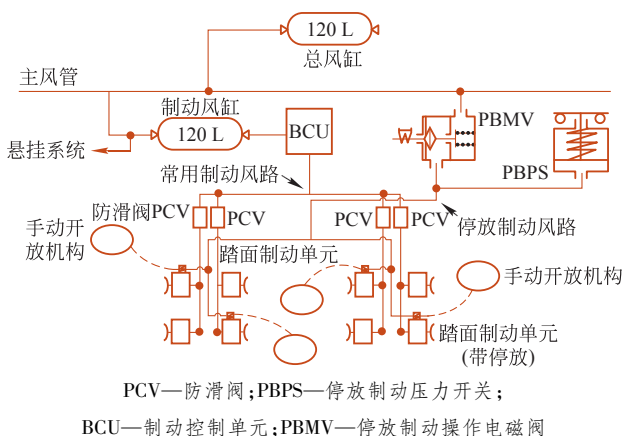 120 L
总风缸
主风管
制动风缸
120 L
BCU
PBMV
PBPS
悬挂系统
常用制动风路
防滑阀PCV
PCV
PCV
PCV
停放制动风路
手动开
放机构
踏面制动单元
手动开放机构
踏面制动单元
(带停放)
PCV—防滑阀;PBPS—停放制动压力开关;
BCU—制动控制单元;PBMV—停放制动操作电磁阀